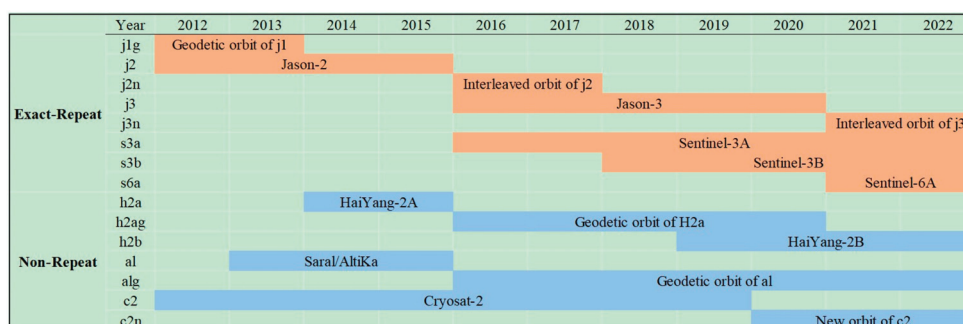 Year 2012 2013 2014 2015 2016 2017 2018 2019 2020 2021 2022
Exact-Repeat
j1g Geodetic orbit of j1
j2 Jason-2
j2n Interleaved orbit of j2
j3 Jason-3
j3n Interleaved orbit of j3
s3a Sentinel-3A
s3b Sentinel-3B
s6a Sentinel-6A
Non-Repeat
h2a HaiYang-2A
h2ag Geodetic orbit of H2a
h2b HaiYang-2B
al Saral/AltiKa
alg Geodetic orbit of al
c2 Cryosat-2
c2n New orbit of c2